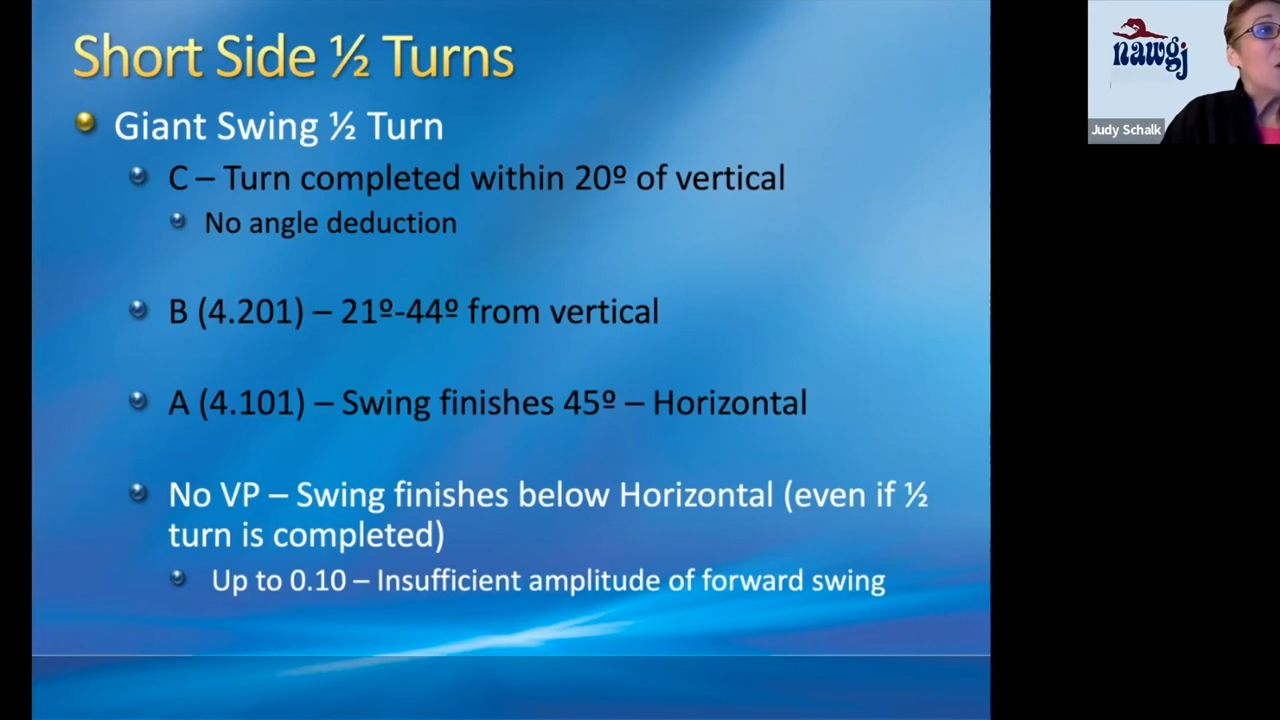 Short Side ½ Turns
Giant Swing ½ Turn
C – Turn completed within 20º of vertical
No angle deduction
B (4.201) – 21º-44º from vertical
A (4.101) – Swing finishes 45º – Horizontal
No VP – Swing finishes below Horizontal (even if ½
turn is completed)
Up to 0.10 – Insufficient amplitude of forward swing
nawgj
Judy Schalk